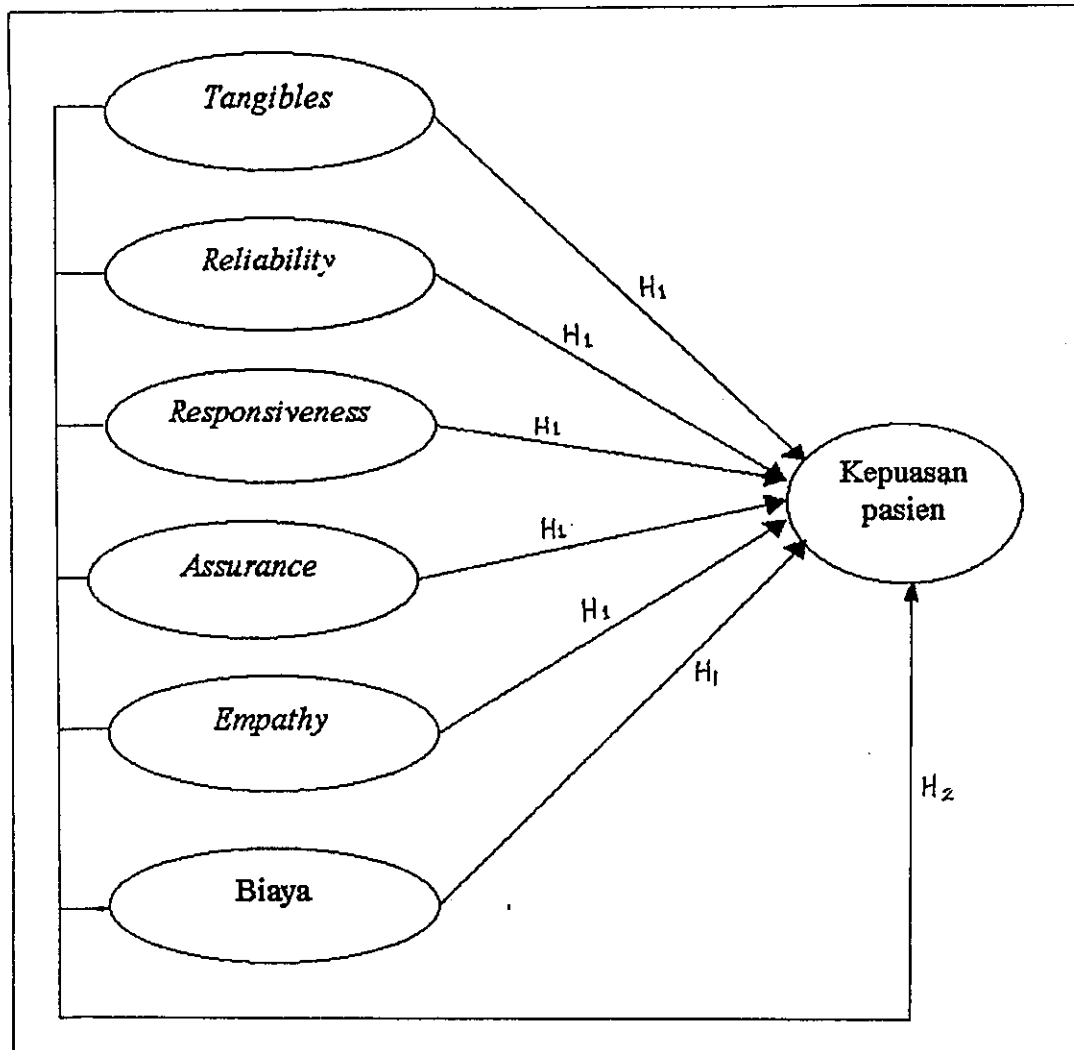 Tangibles
H1
Reliability
H1
Responsiveness
H1
Kepuasan
pasien
H1
Assurance
H1
Empathy
H1
H2
Biaya